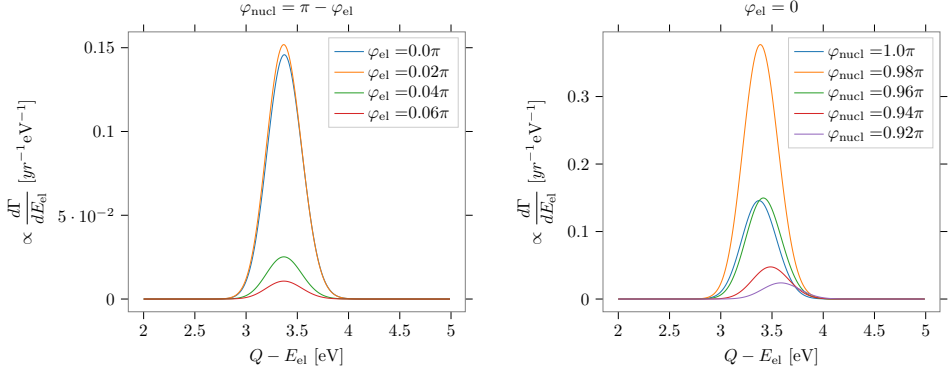 φnucl = π − φel
0.15
0.1
5 · 10−2
0
∝ dΓ/dEel [yr−1eV−1]
φel =0.0π
φel =0.02π
φel =0.04π
φel =0.06π
2 2.5 3 3.5 4 4.5 5
Q − Eel [eV]
φel = 0
0.3
0.2
0.1
0
∝ dΓ/dEel [yr−1eV−1]
φnucl =1.0π
φnucl =0.98π
φnucl =0.96π
φnucl =0.94π
φnucl =0.92π
2 2.5 3 3.5 4 4.5 5
Q − Eel [eV]